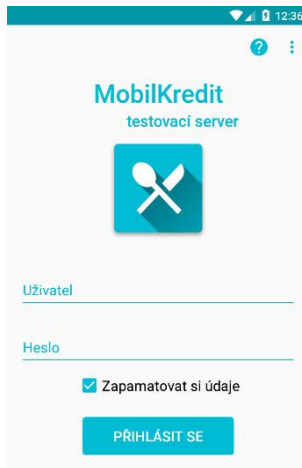 12:36
MobilKredit
testovací server
Uživatel
Heslo
Zapamatovat si údaje
PŘIHLÁSIT SE